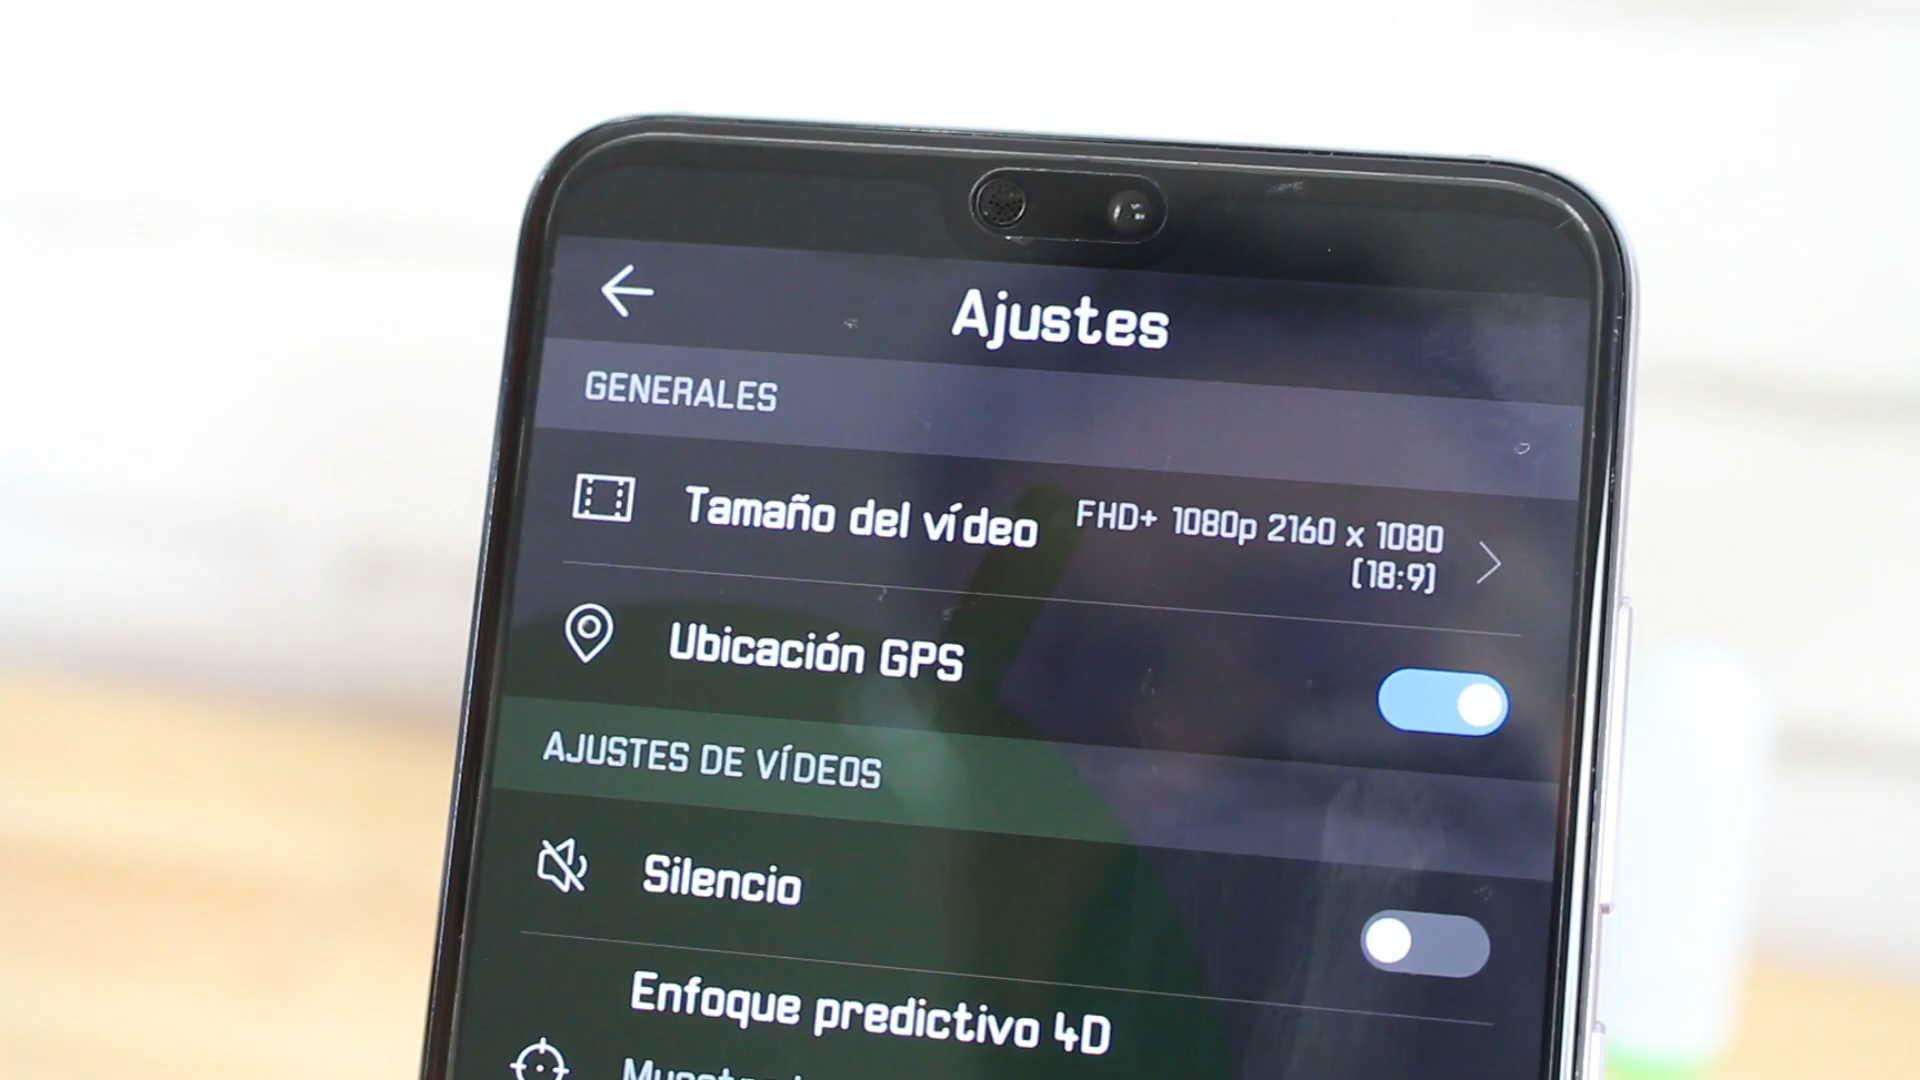 Ajustes
GENERALES
Tamaño del vídeo
FHD+ 1080p 2160 x 1080
(18:9)
Ubicación GPS
AJUSTES DE VÍDEOS
Silencio
Enfoque predictivo 4D